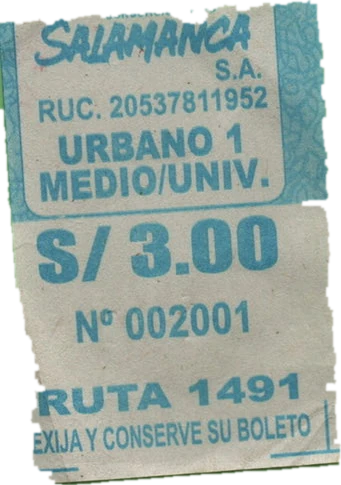 SALAMANCA
S.A.
RUC. 20537811952
URBANO 1
MEDIO/UNIV.
S/ 3.00
Nº 002001
RUTA 1491
EXIJA Y CONSERVE SU BOLETO